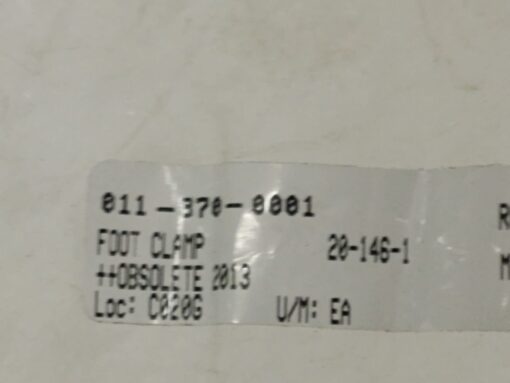 011-370-0001
FOOT CLAMP 20-146-1
++OBSOLETE 2013
Loc: C020G U/M: EA